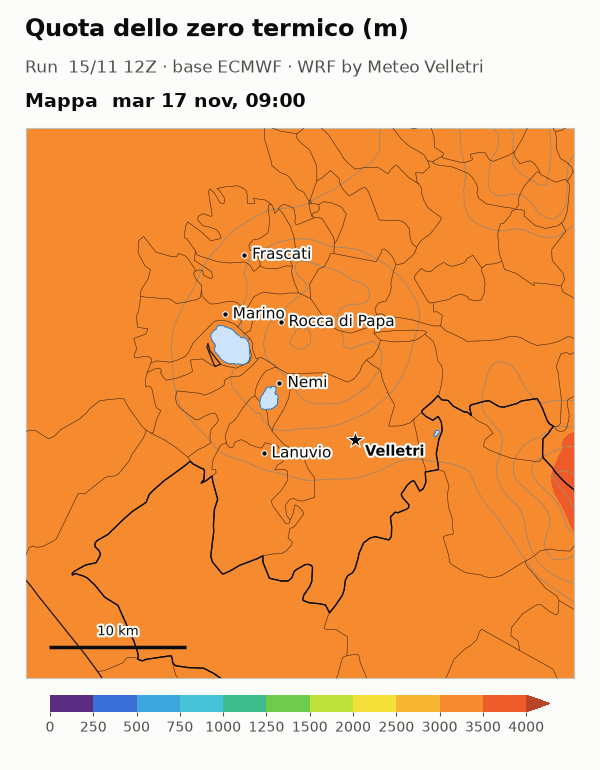 Quota dello zero termico (m)
Run  15/11 12Z · base ECMWF · WRF by Meteo Velletri
Mappa  mar 17 nov, 09:00
Frascati
Marino
Rocca di Papa
Nemi
Velletri
Lanuvio
10 km
0 250 500 750 1000 1250 1500 2000 2500 3000 3500 4000